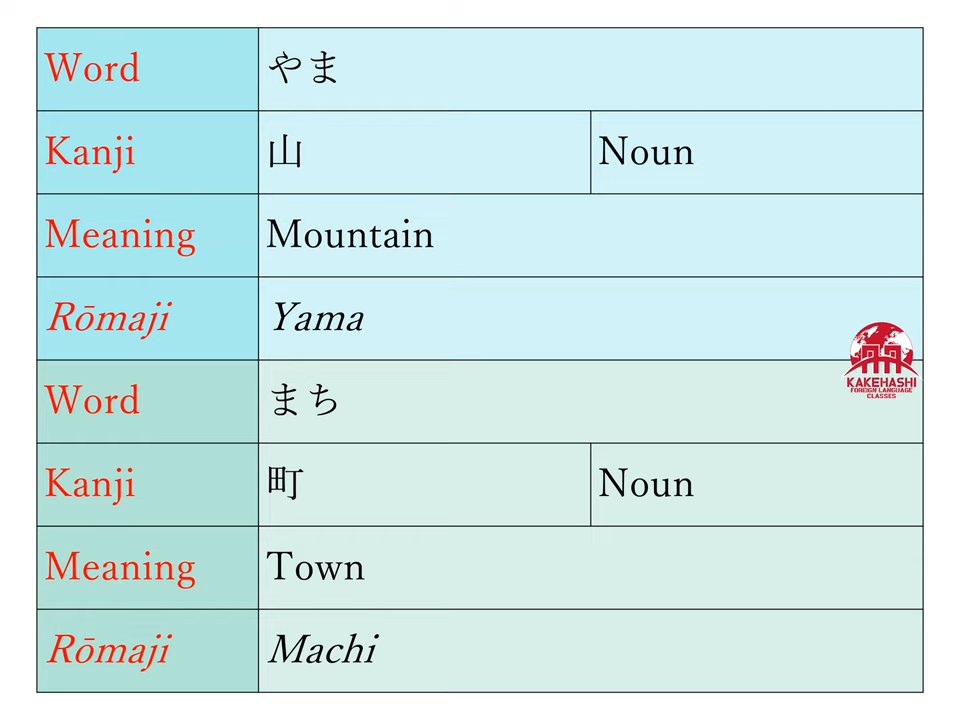 Word やま
Kanji 山 Noun
Meaning Mountain
Rōmaji Yama
Word まち
Kanji 町 Noun
Meaning Town
Rōmaji Machi
KAKEHASHI
FOREIGN LANGUAGE
CLASSES